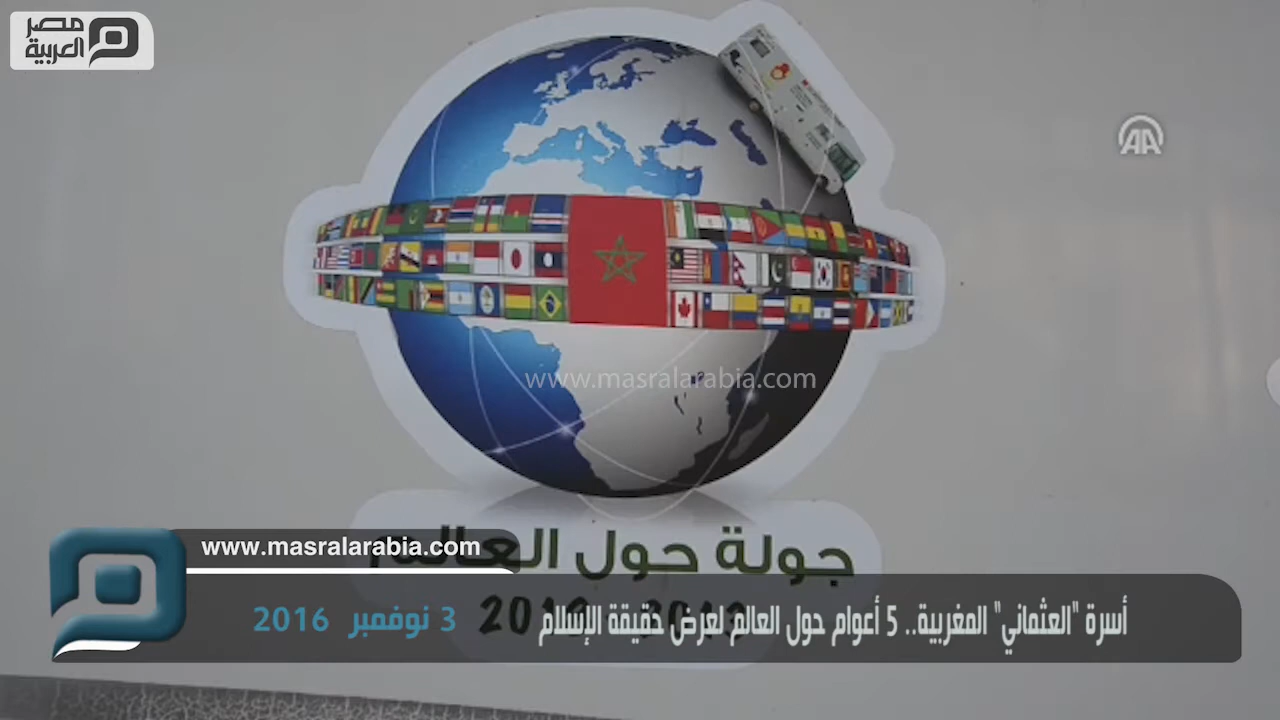 مصر
العربية
AA
www.masralarabia.com
جولة حول العالم
www.masralarabia.com
أسرة "العثماني" المغربية.. 5 أعوام حول العالم لعرض حقيقة الإسلام
3 نوفمبر 2016